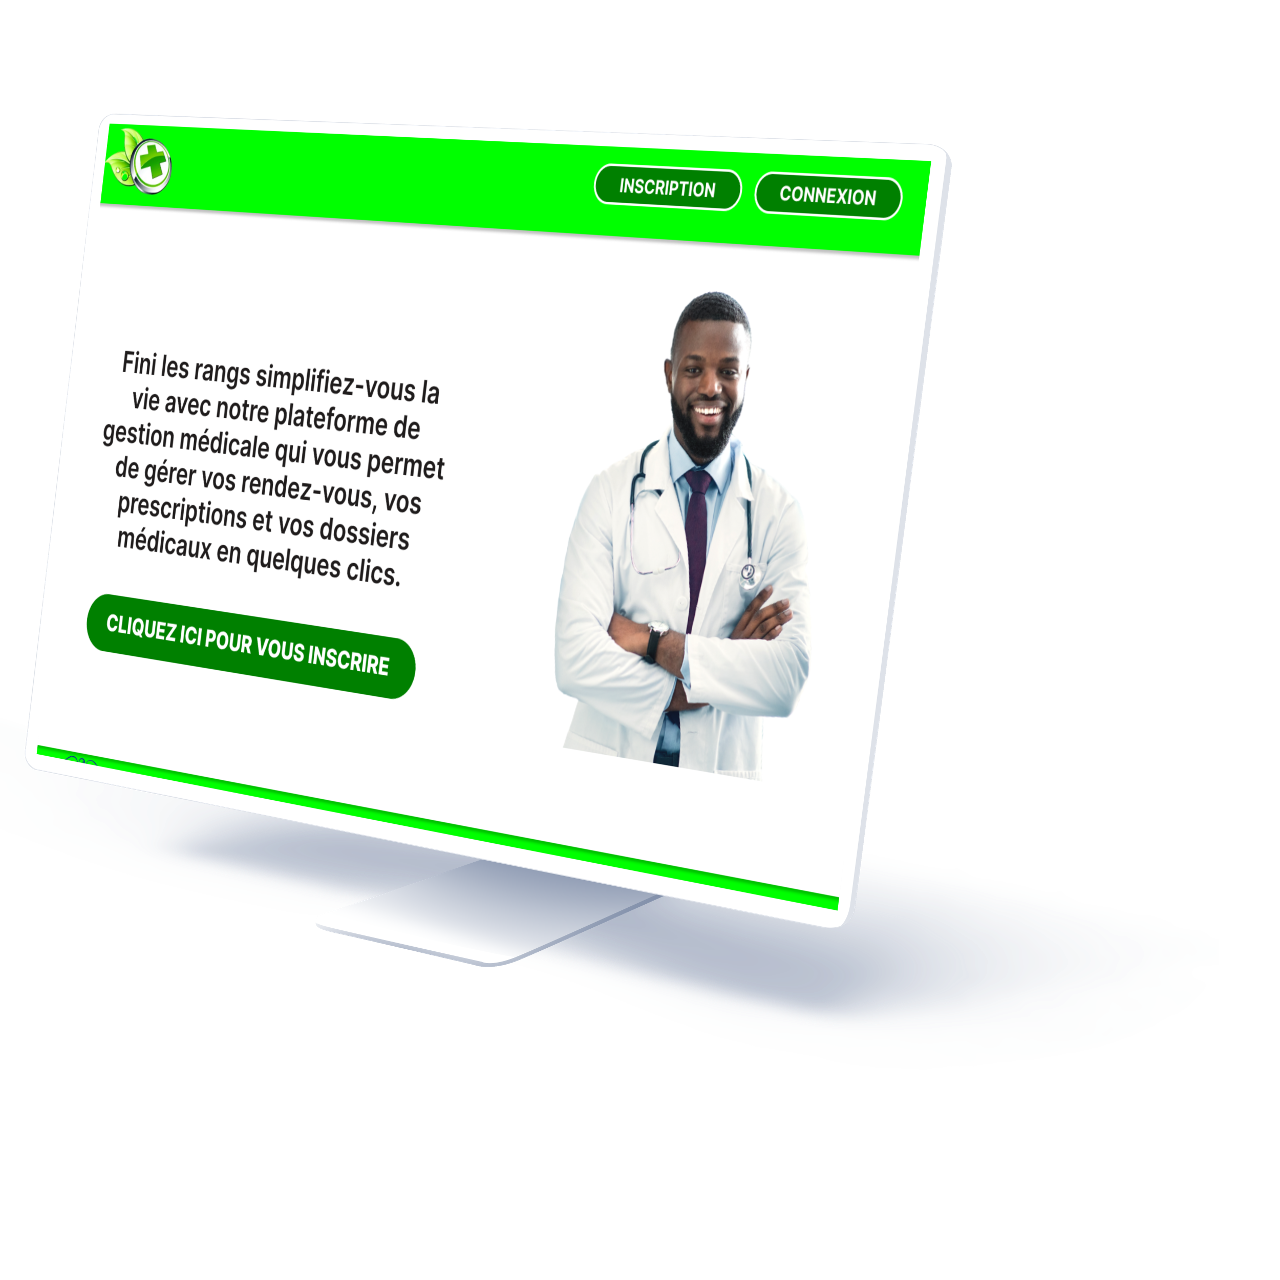 INSCRIPTION
CONNEXION
Fini les rangs simplifiez-vous la
vie avec notre plateforme de
gestion médicale qui vous permet
de gérer vos rendez-vous, vos
prescriptions et vos dossiers
médicaux en quelques clics.
CLIQUEZ ICI POUR VOUS INSCRIRE